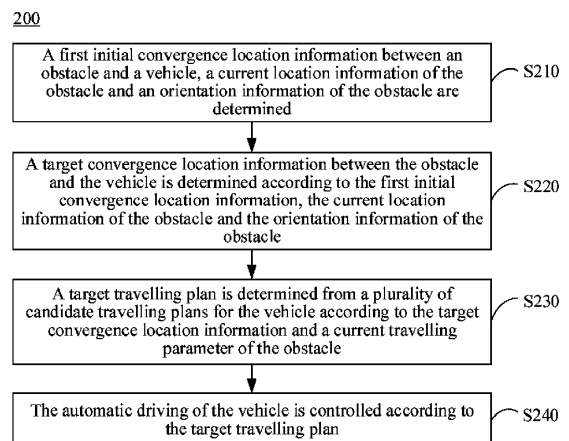 200
A first initial convergence location information between an
obstacle and a vehicle, a current location information of the
obstacle and an orientation information of the obstacle are
determined
S210
A target convergence location information between the obstacle
and the vehicle is determined according to the first initial
convergence location information, the current location
information of the obstacle and the orientation information of the
obstacle
S220
A target travelling plan is determined from a plurality of
candidate travelling plans for the vehicle according to the target
convergence location information and a current travelling
parameter of the obstacle
S230
The automatic driving of the vehicle is controlled according to
the target travelling plan
S240